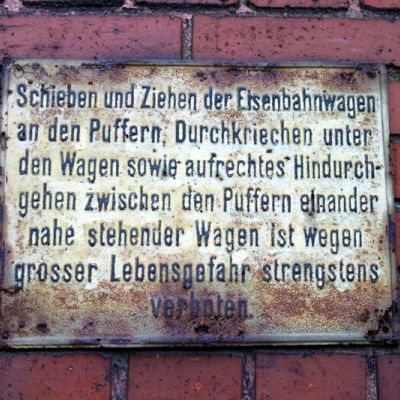 Schieben und Ziehen der Eisenbahnwagen
an den Puffern, Durchkriechen unter
den Wagen sowie aufrechtes Hindurch-
gehen zwischen den Puffern einander
nahe stehender Wagen ist wegen
grosser Lebensgefahr strengstens
verboten.